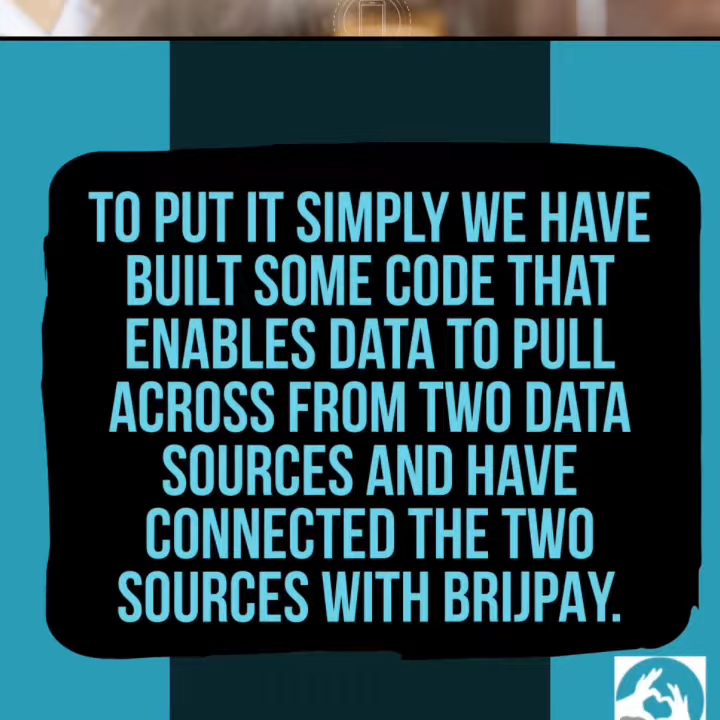 TO PUT IT SIMPLY WE HAVE
BUILT SOME CODE THAT
ENABLES DATA TO PULL
ACROSS FROM TWO DATA
SOURCES AND HAVE
CONNECTED THE TWO
SOURCES WITH BRIJPAY.